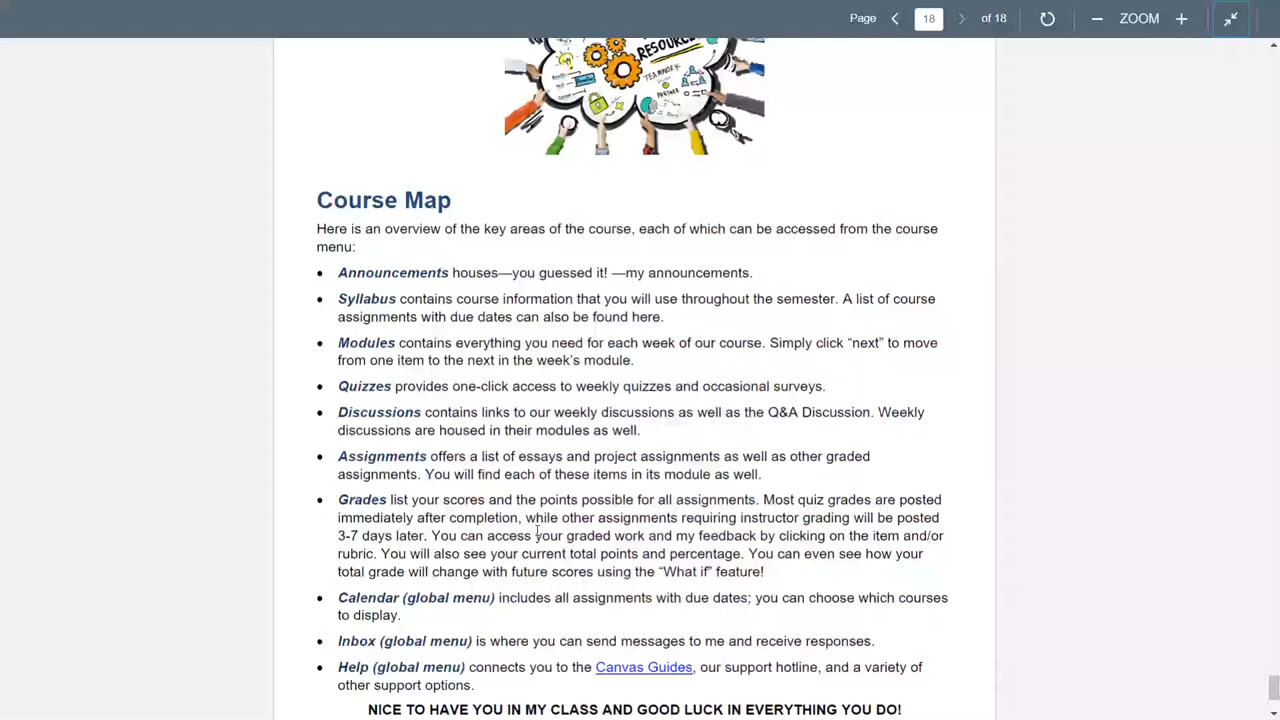 Page 18 of 18 ZOOM
RESOURCE
TEAMWORK
PARTNER
Course Map
Here is an overview of the key areas of the course, each of which can be accessed from the course
menu:
• Announcements houses—you guessed it! —my announcements.
• Syllabus contains course information that you will use throughout the semester. A list of course
assignments with due dates can also be found here.
• Modules contains everything you need for each week of our course. Simply click “next” to move
from one item to the next in the week’s module.
• Quizzes provides one-click access to weekly quizzes and occasional surveys.
• Discussions contains links to our weekly discussions as well as the Q&A Discussion. Weekly
discussions are housed in their modules as well.
• Assignments offers a list of essays and project assignments as well as other graded
assignments. You will find each of these items in its module as well.
• Grades list your scores and the points possible for all assignments. Most quiz grades are posted
immediately after completion, while other assignments requiring instructor grading will be posted
3-7 days later. You can access your graded work and my feedback by clicking on the item and/or
rubric. You will also see your current total points and percentage. You can even see how your
total grade will change with future scores using the “What if” feature!
• Calendar (global menu) includes all assignments with due dates; you can choose which courses
to display.
• Inbox (global menu) is where you can send messages to me and receive responses.
• Help (global menu) connects you to the Canvas Guides, our support hotline, and a variety of
other support options.
NICE TO HAVE YOU IN MY CLASS AND GOOD LUCK IN EVERYTHING YOU DO!